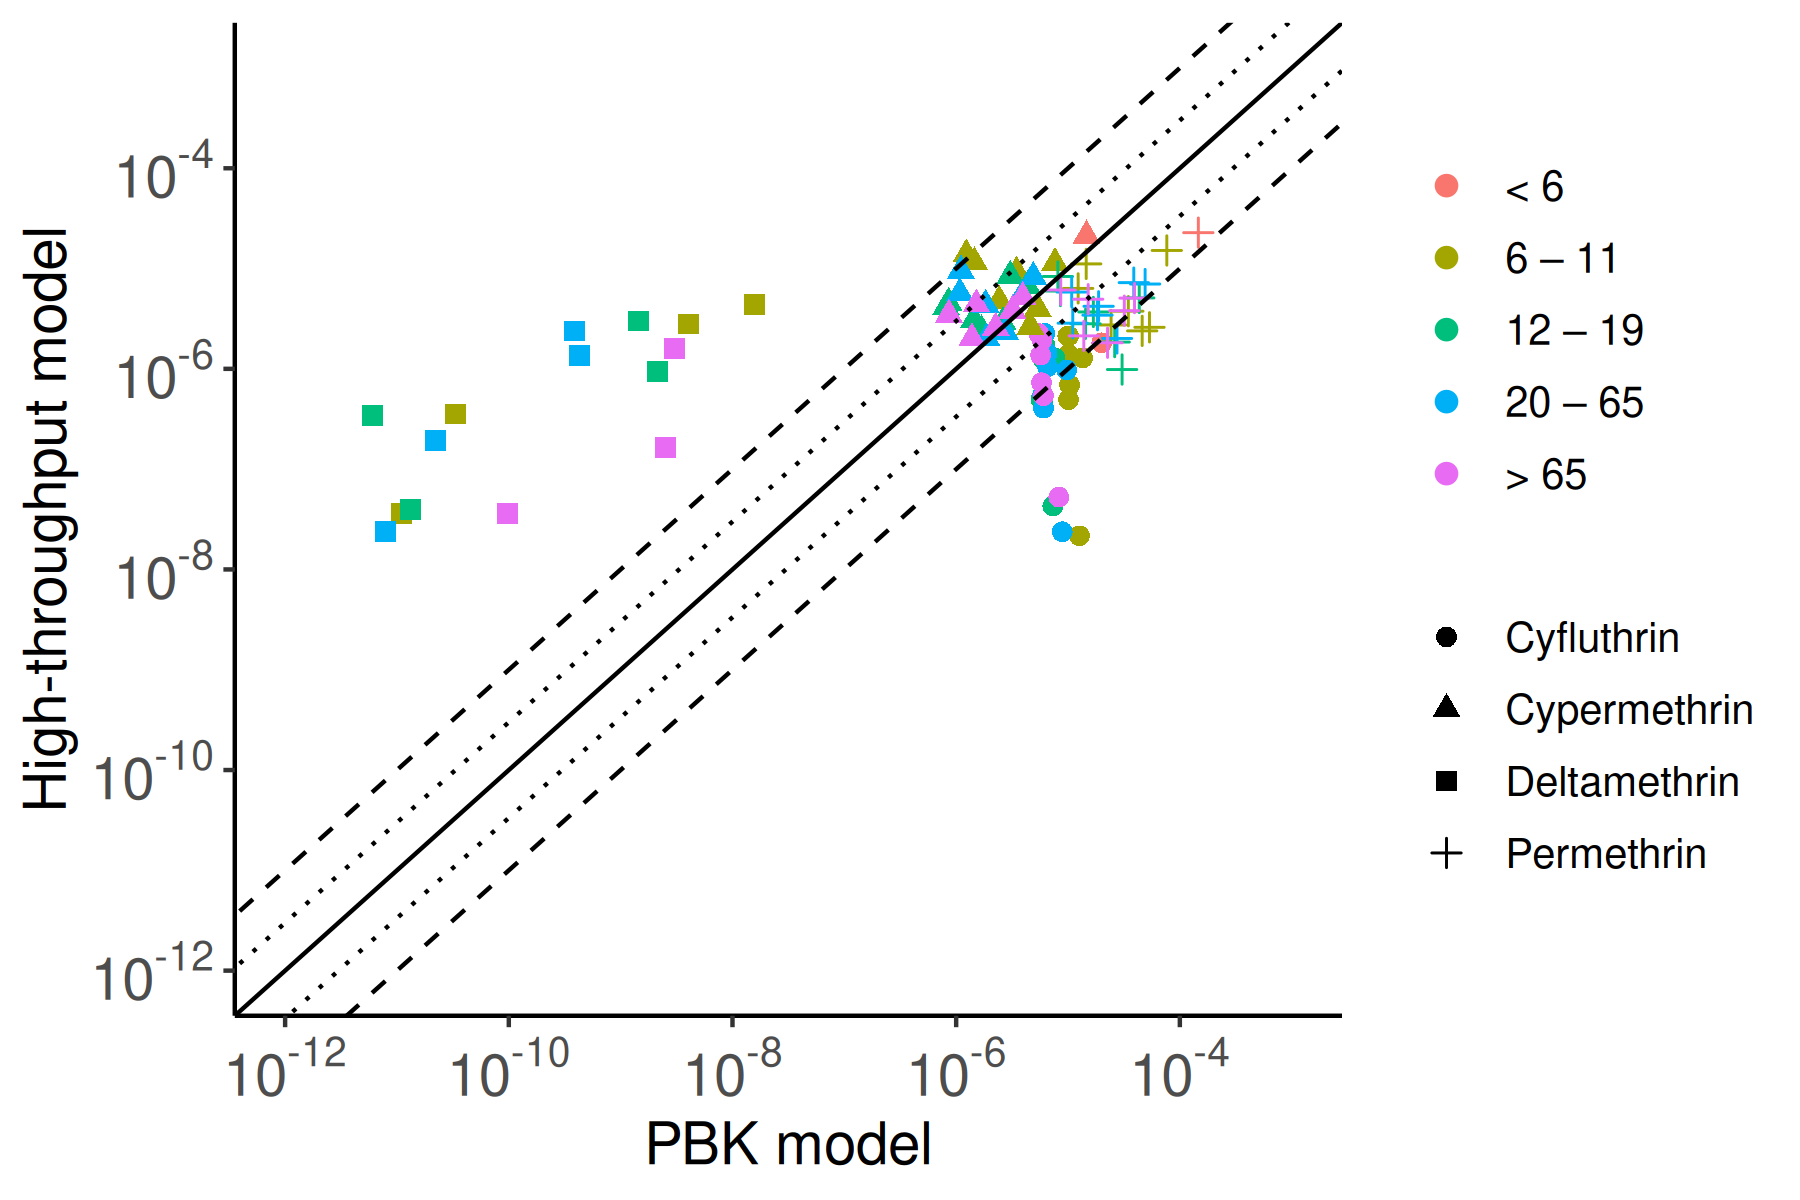 High-throughput model
10^-4
10^-6
10^-8
10^-10
10^-12
10^-12 10^-10 10^-8 10^-6 10^-4
PBK model
< 6
6 – 11
12 – 19
20 – 65
> 65
Cyfluthrin
Cypermethrin
Deltamethrin
Permethrin